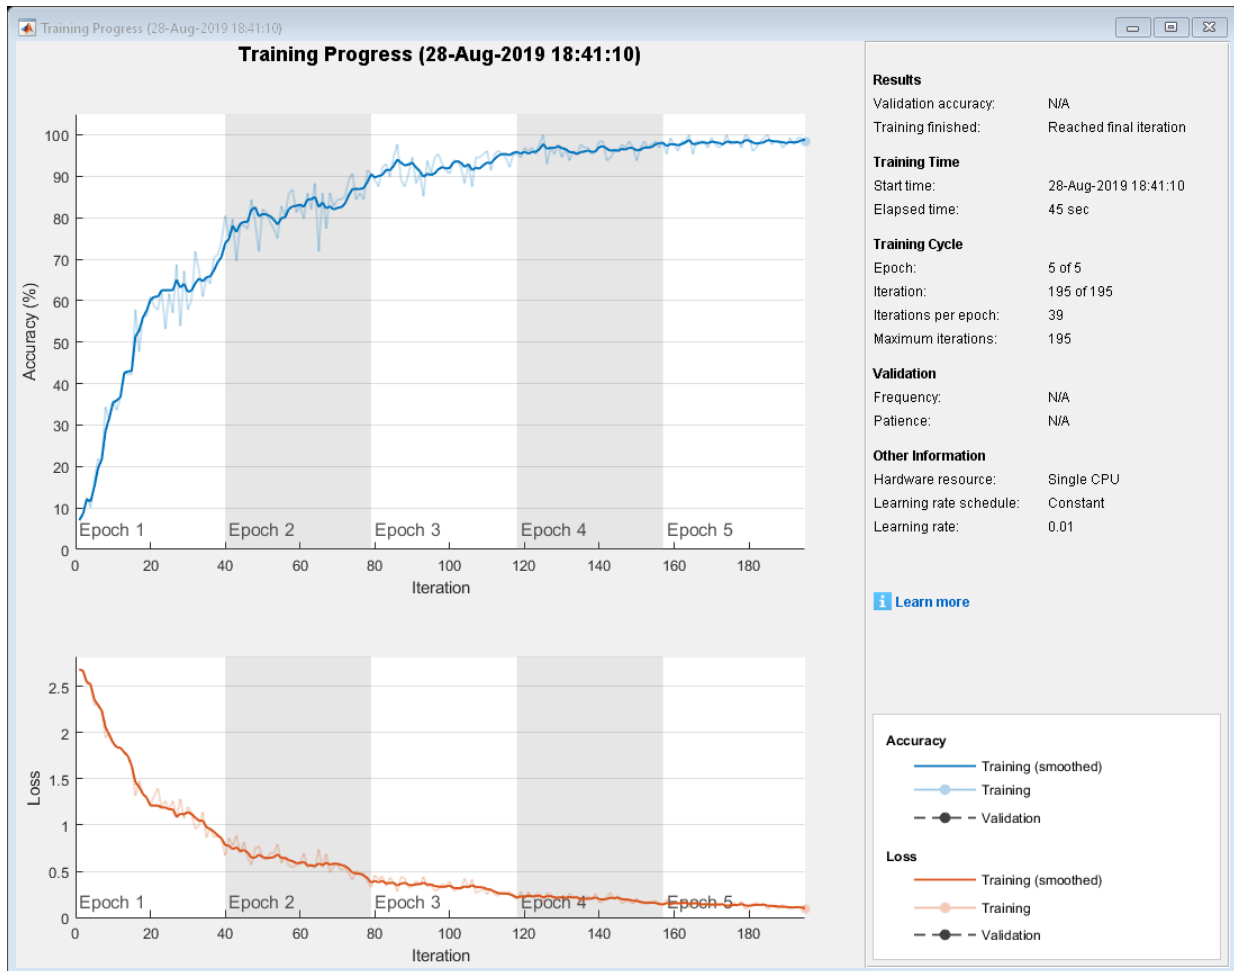 Training Progress (28-Aug-2019 18:41:10)
Training Progress (28-Aug-2019 18:41:10)
100
90
80
70
60
50
40
30
20
10
0
Accuracy (%)
Epoch 1 Epoch 2 Epoch 3 Epoch 4 Epoch 5
0 20 40 60 80 100 120 140 160 180
Iteration
2.5
2
1.5
1
0.5
0
Loss
Epoch 1 Epoch 2 Epoch 3 Epoch 4 Epoch 5
0 20 40 60 80 100 120 140 160 180
Iteration
Results
Validation accuracy: N/A
Training finished: Reached final iteration
Training Time
Start time: 28-Aug-2019 18:41:10
Elapsed time: 45 sec
Training Cycle
Epoch: 5 of 5
Iteration: 195 of 195
Iterations per epoch: 39
Maximum iterations: 195
Validation
Frequency: N/A
Patience: N/A
Other Information
Hardware resource: Single CPU
Learning rate schedule: Constant
Learning rate: 0.01
i Learn more
Accuracy
Training (smoothed)
Training
Validation
Loss
Training (smoothed)
Training
Validation